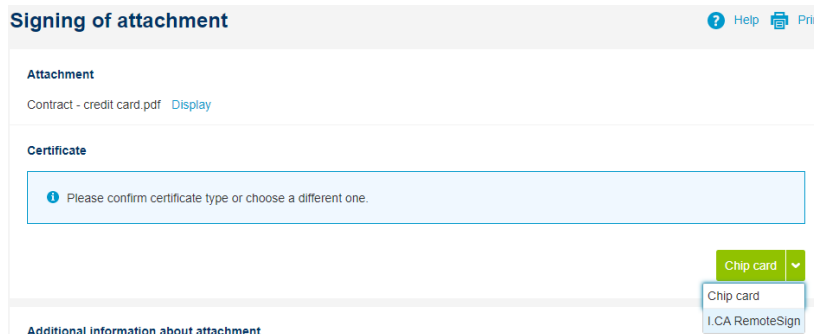 Signing of attachment
Help
Attachment
Contract - credit card.pdf Display
Certificate
Please confirm certificate type or choose a different one.
Chip card
Chip card
I.CA RemoteSign
Additional information about attachment